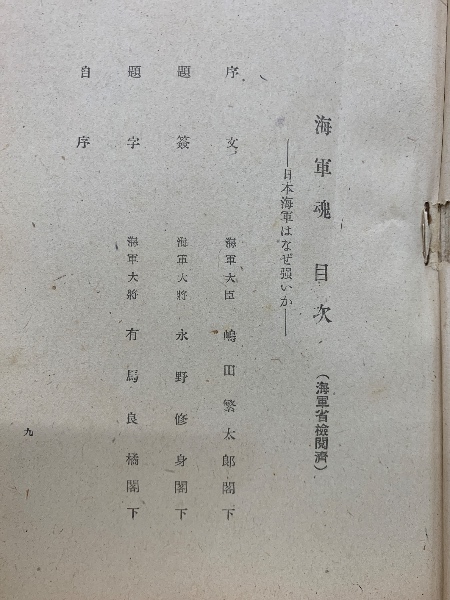 海軍魂 目次 (海軍省檢閱濟)
――日本海軍はなぜ强いか――
序文 海軍大臣 嶋田繁太郞閣下
題簽 海軍大將 永野修身閣下
題字 海軍大將 有馬良橘閣下
自序
九